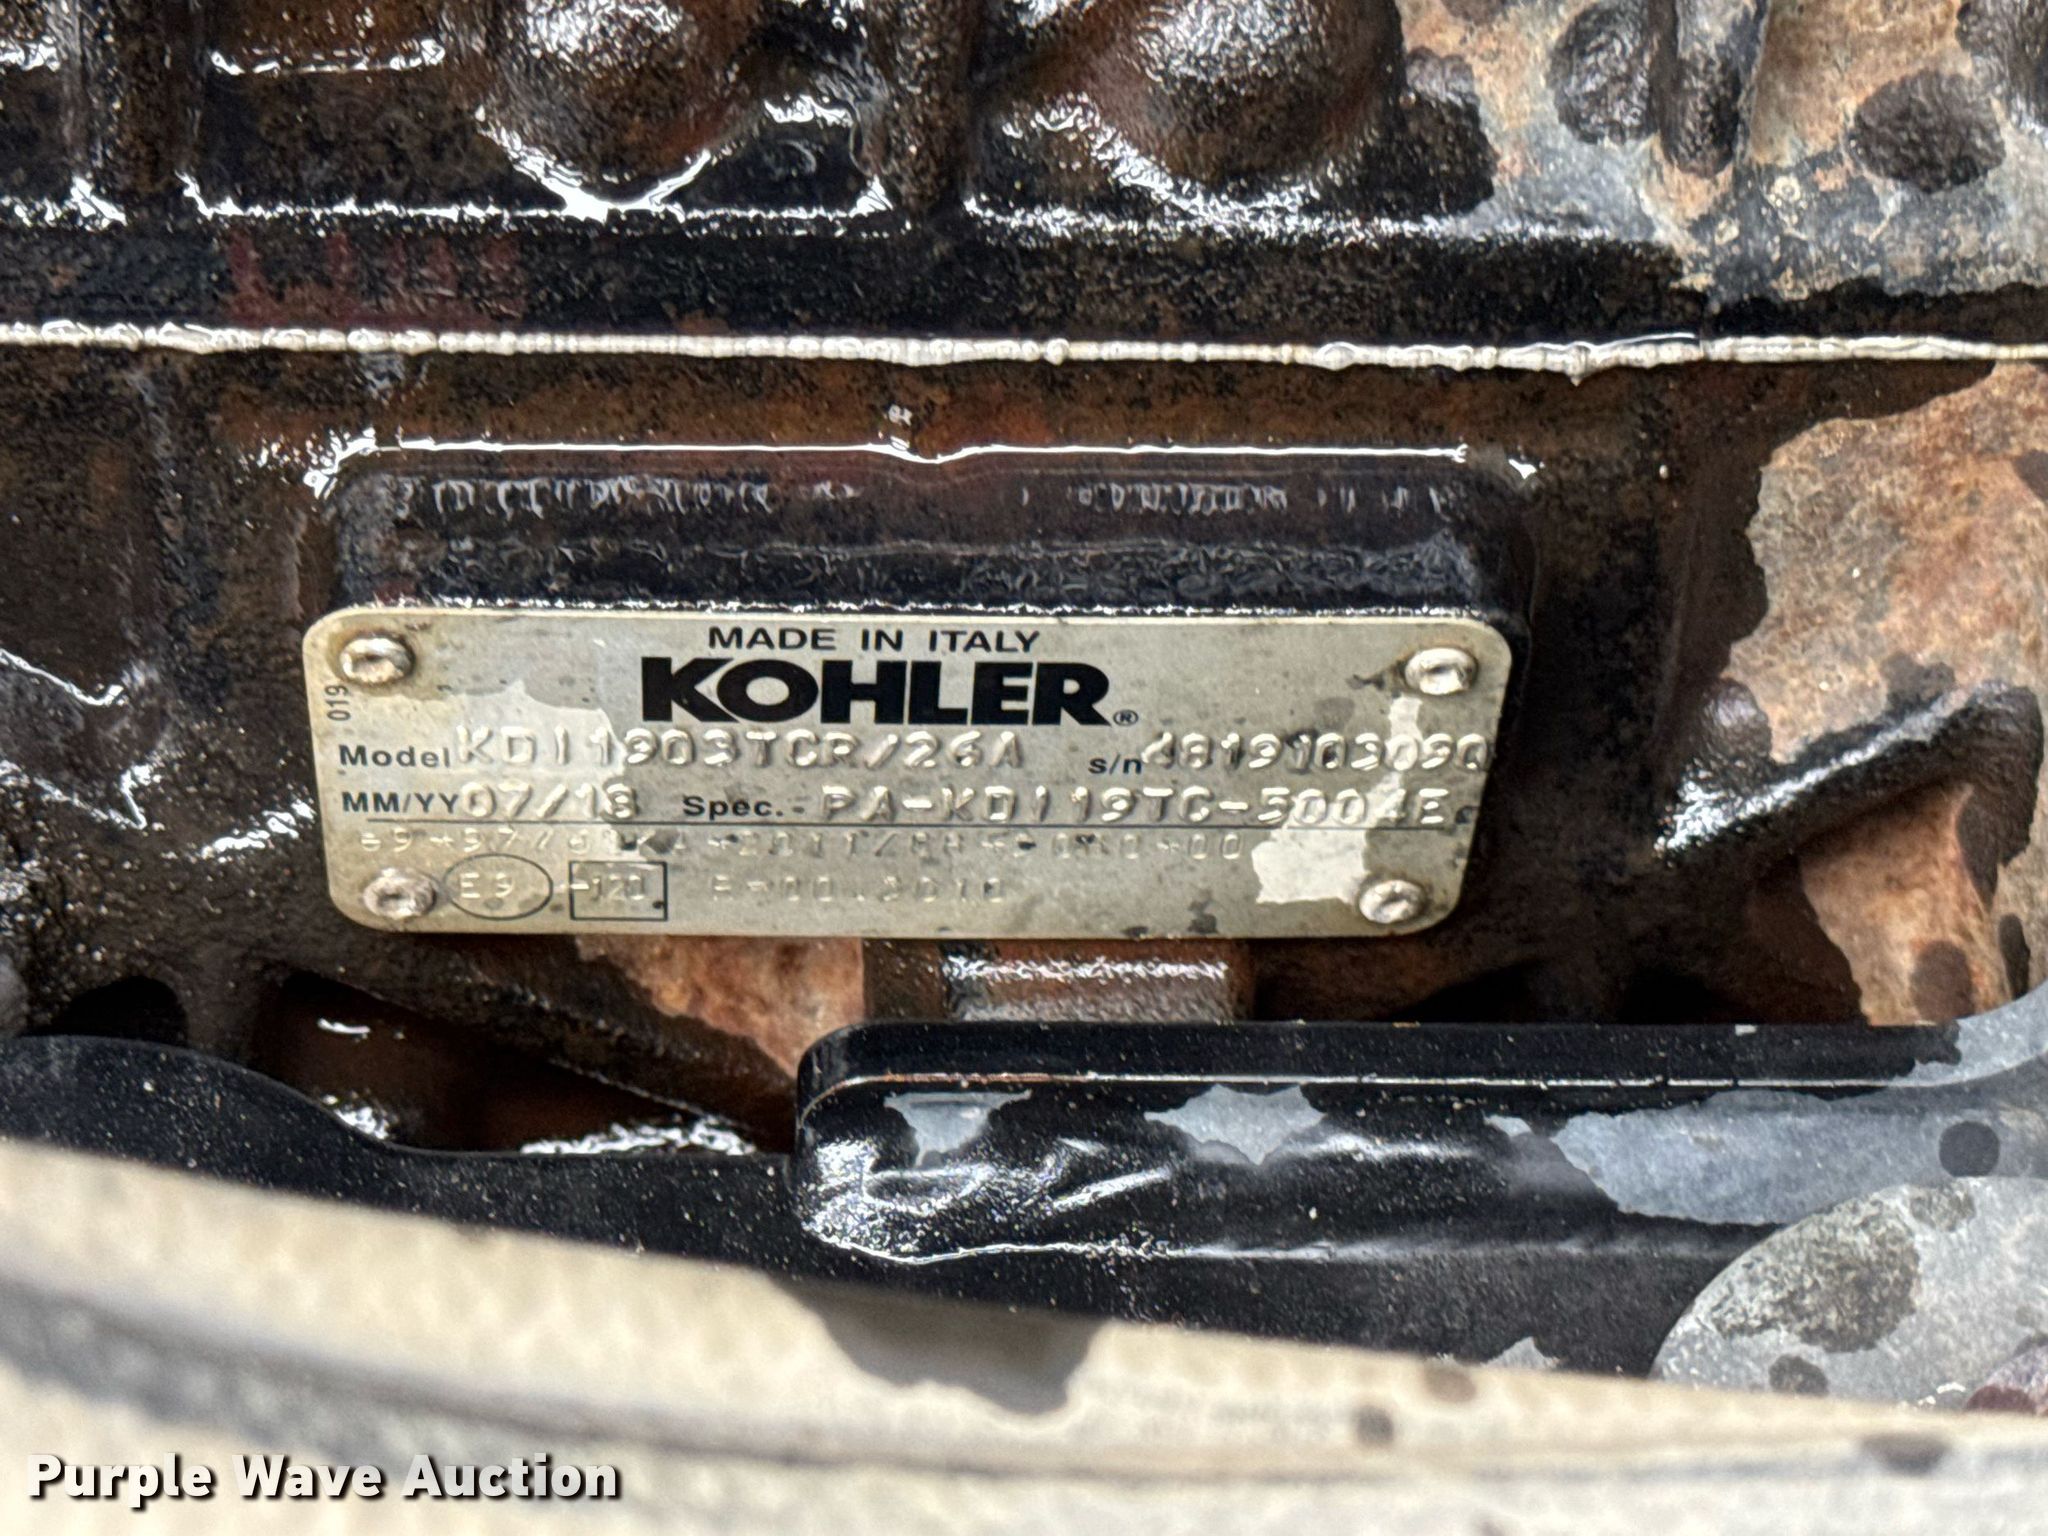 MADE IN ITALY
KOHLER®
019
Model KDI1903TCR/26A s/n 4819103090
MM/YY 07/18 Spec. - PA-KDI19TC-5004E
E9 -120
Purple Wave Auction